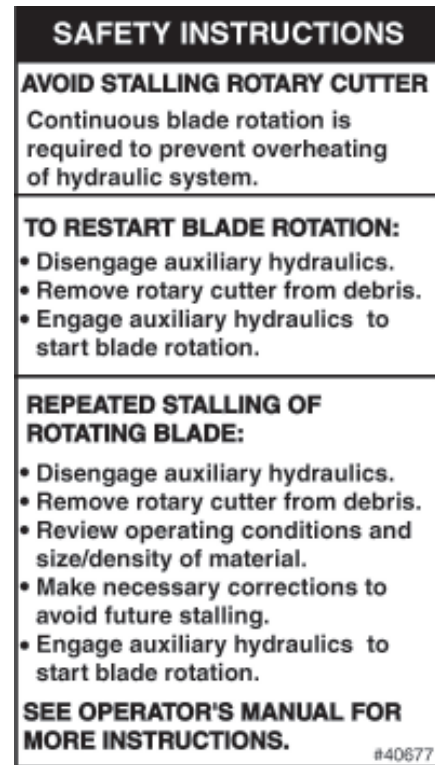 SAFETY INSTRUCTIONS
AVOID STALLING ROTARY CUTTER
Continuous blade rotation is
required to prevent overheating
of hydraulic system.
TO RESTART BLADE ROTATION:
• Disengage auxiliary hydraulics.
• Remove rotary cutter from debris.
• Engage auxiliary hydraulics to
start blade rotation.
REPEATED STALLING OF
ROTATING BLADE:
• Disengage auxiliary hydraulics.
• Remove rotary cutter from debris.
• Review operating conditions and
size/density of material.
• Make necessary corrections to
avoid future stalling.
• Engage auxiliary hydraulics to
start blade rotation.
SEE OPERATOR'S MANUAL FOR
MORE INSTRUCTIONS.
#40677